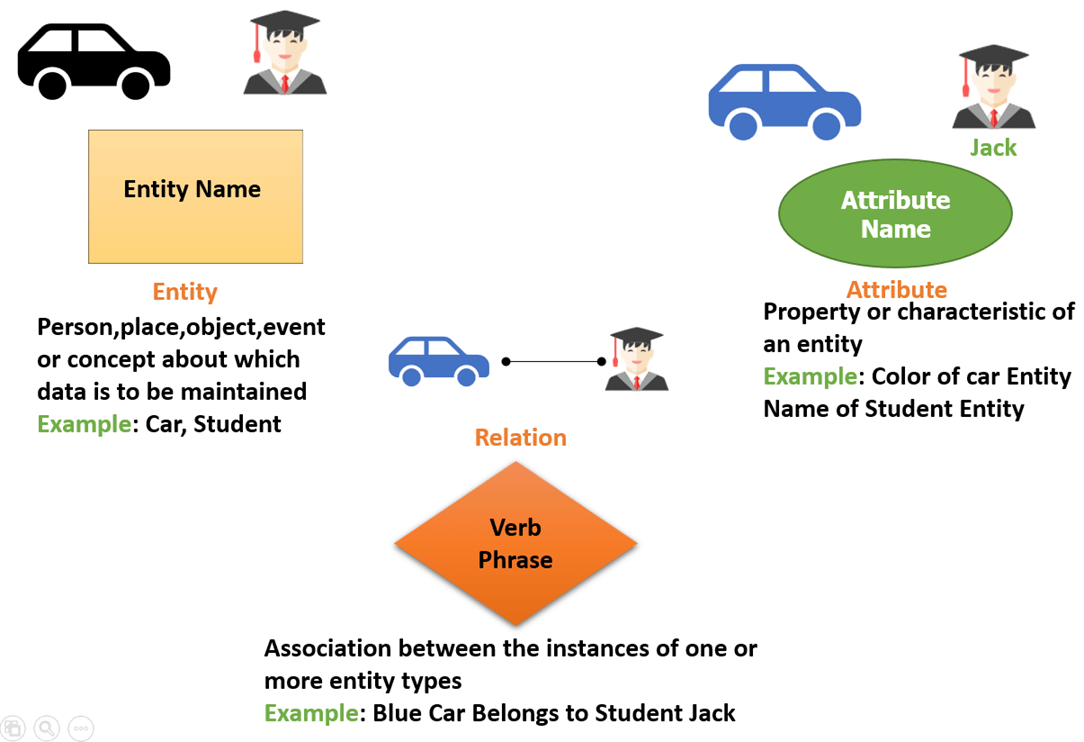 Entity Name
Entity
Person,place,object,event
or concept about which
data is to be maintained
Example: Car, Student
Jack
Attribute
Name
Attribute
Property or characteristic of
an entity
Example: Color of car Entity
Name of Student Entity
Relation
Verb
Phrase
Association between the instances of one or
more entity types
Example: Blue Car Belongs to Student Jack